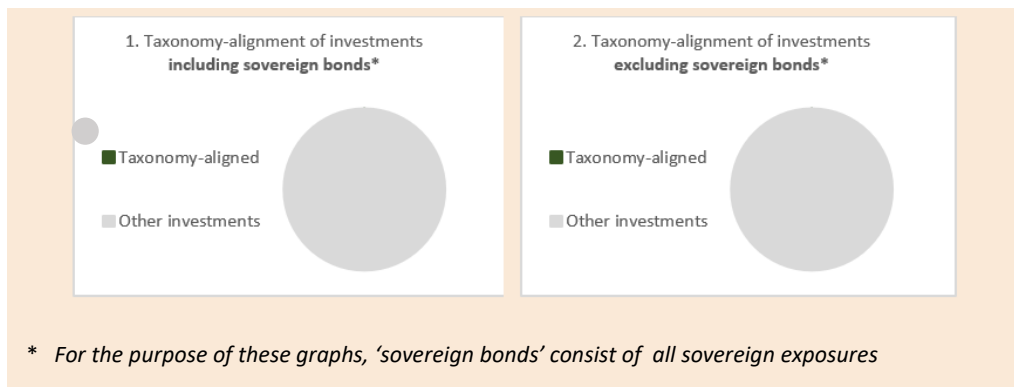 1. Taxonomy-alignment of investments
including sovereign bonds*
Taxonomy-aligned
Other investments
2. Taxonomy-alignment of investments
excluding sovereign bonds*
Taxonomy-aligned
Other investments
* For the purpose of these graphs, ‘sovereign bonds’ consist of all sovereign exposures